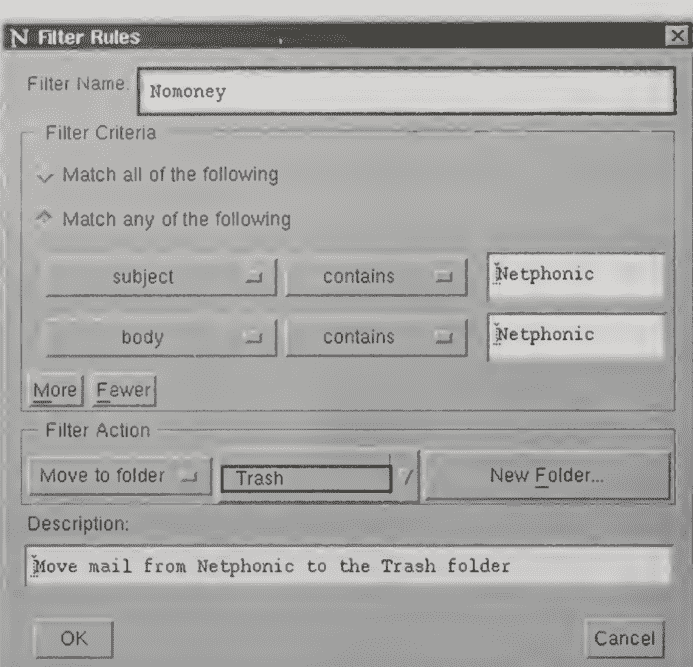 N Filter Rules
Filter Name:
Nomoney
Filter Criteria
Match all of the following
Match any of the following
subject contains Netphonic
body contains Netphonic
More Fewer
Filter Action
Move to folder Trash New Folder...
Description:
Move mail from Netphonic to the Trash folder
OK Cancel